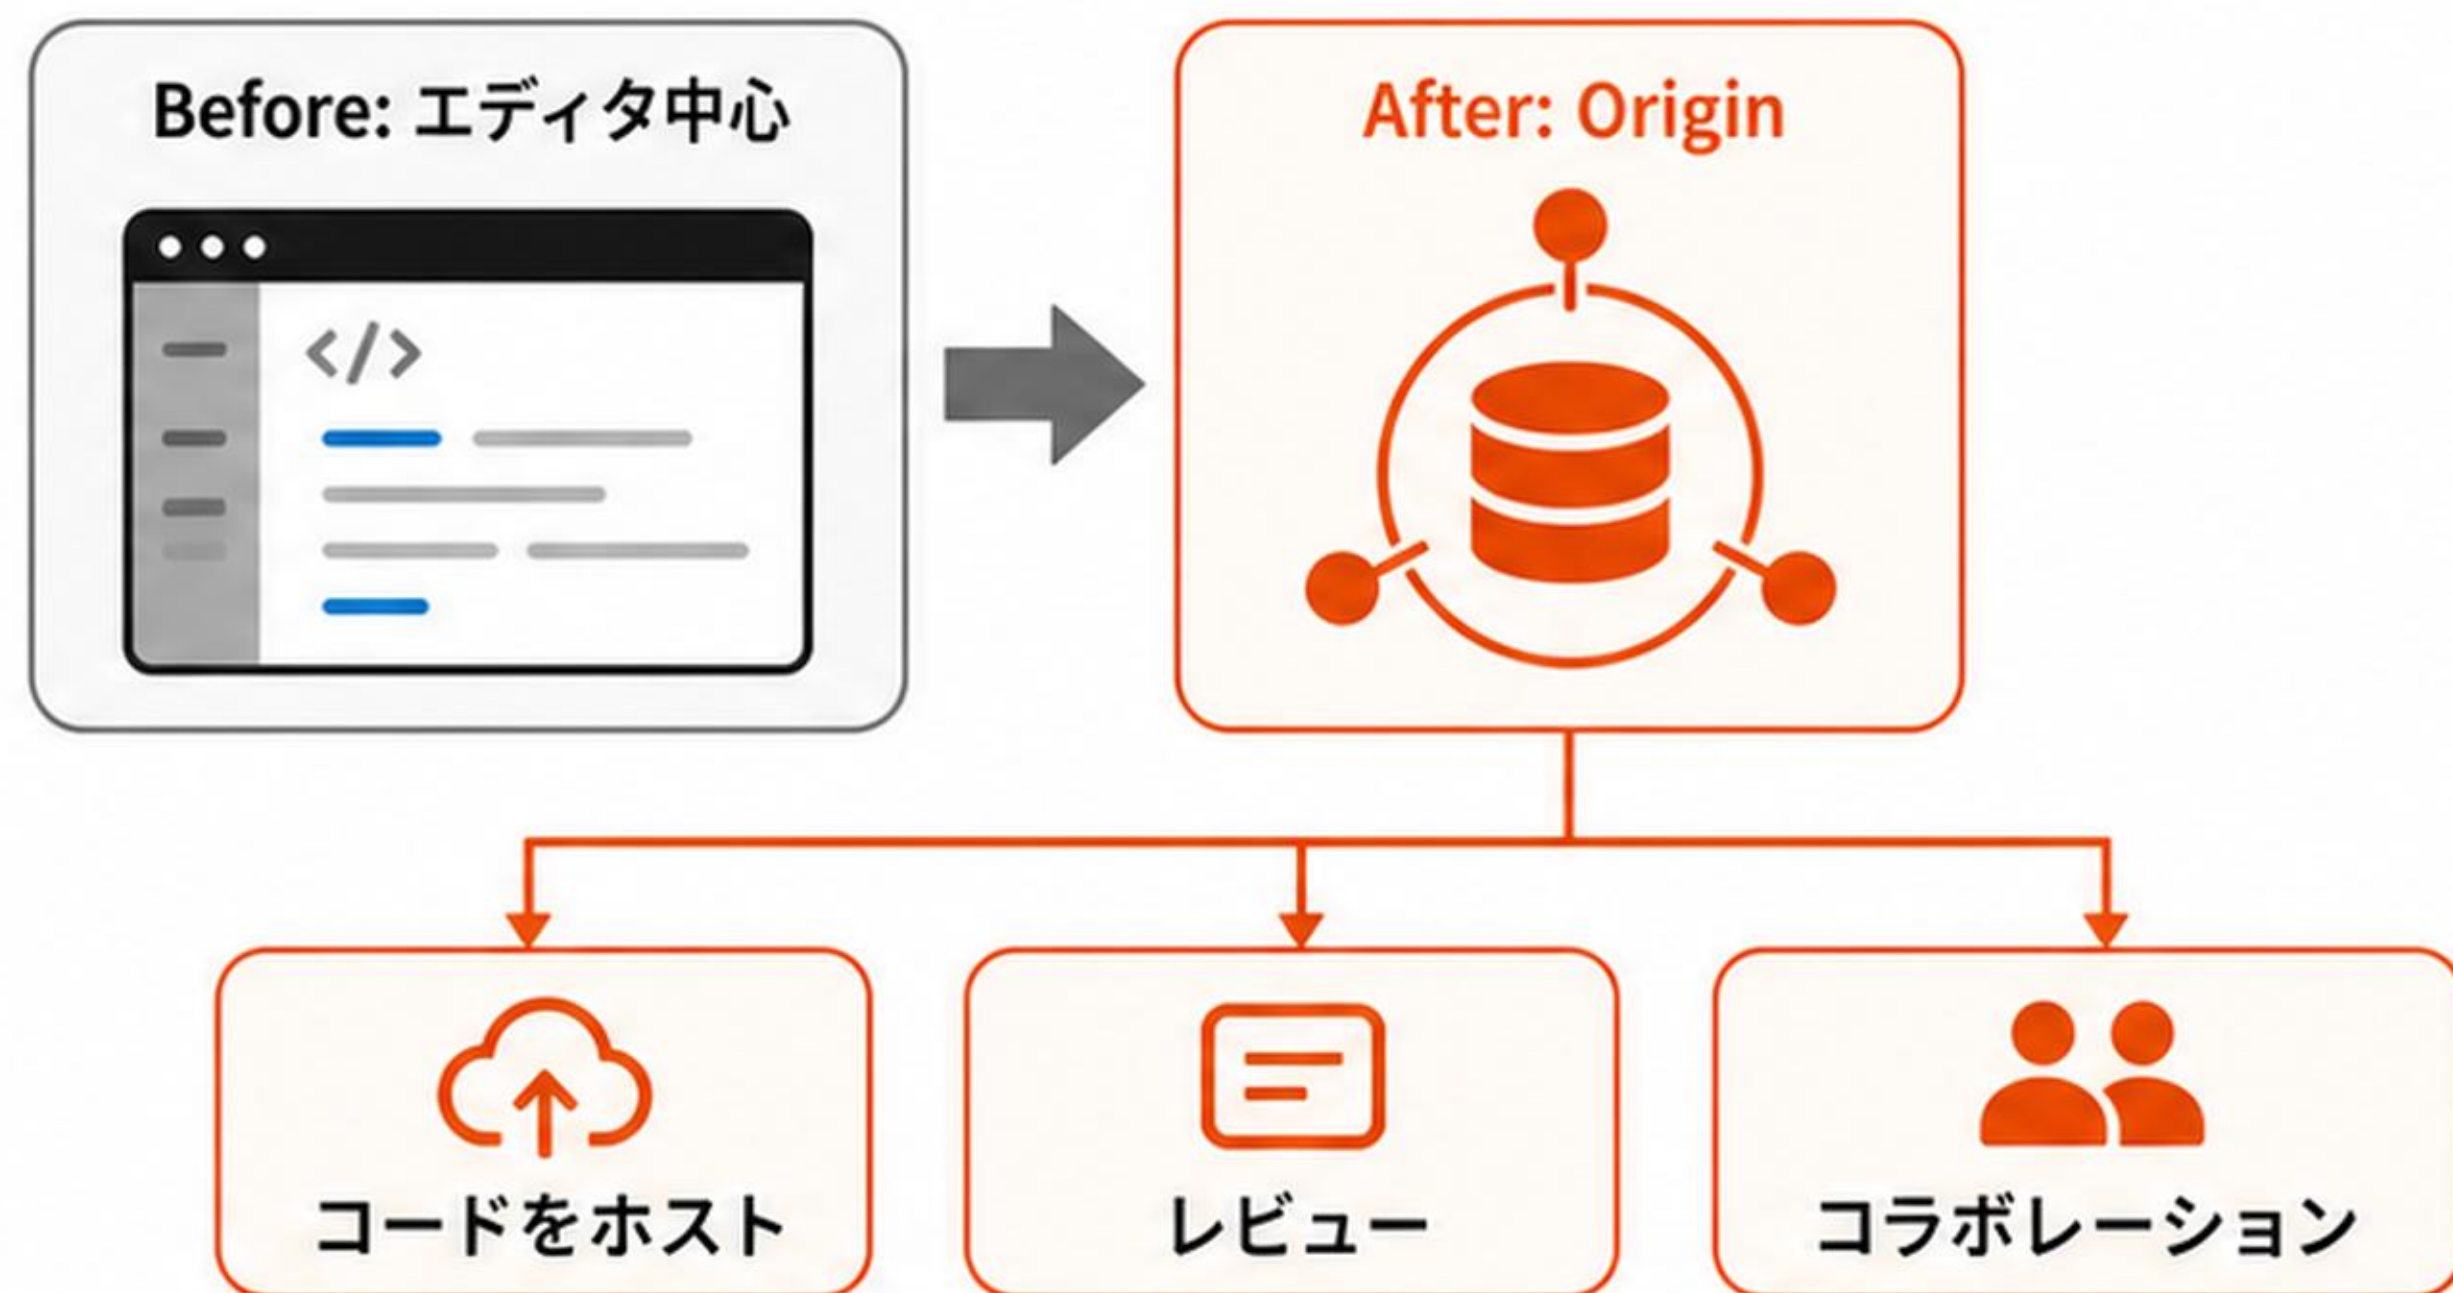 Before: エディタ中心
After: Origin
</>
コードをホスト
レビュー
コラボレーション